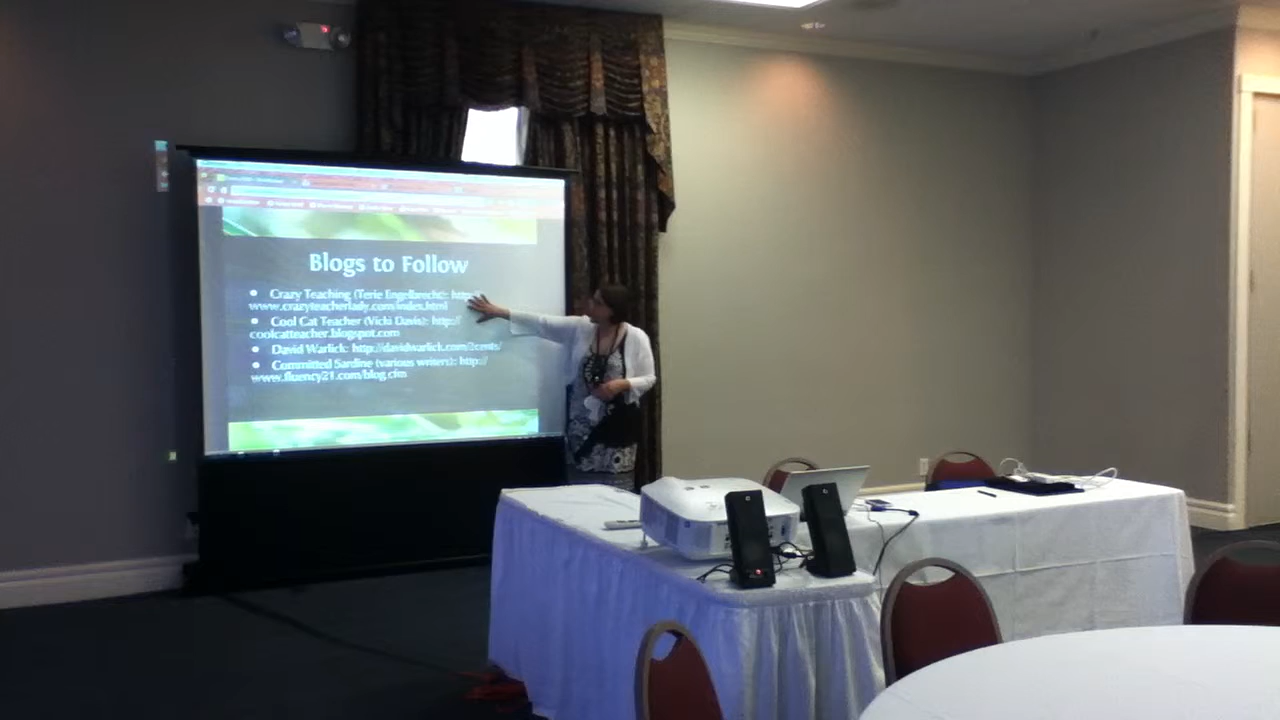 Blogs to Follow
• Crazy Teaching (Terie Engelbrecht): http://
www.crazyteacherlady.com/index.html
• Cool Cat Teacher (Vicki Davis): http://
coolcatteacher.blogspot.com
• David Warlick: http://davidwarlick.com/2cents/
• Committed Sardine (various writers): http://
www.fluency21.com/blog.cfm